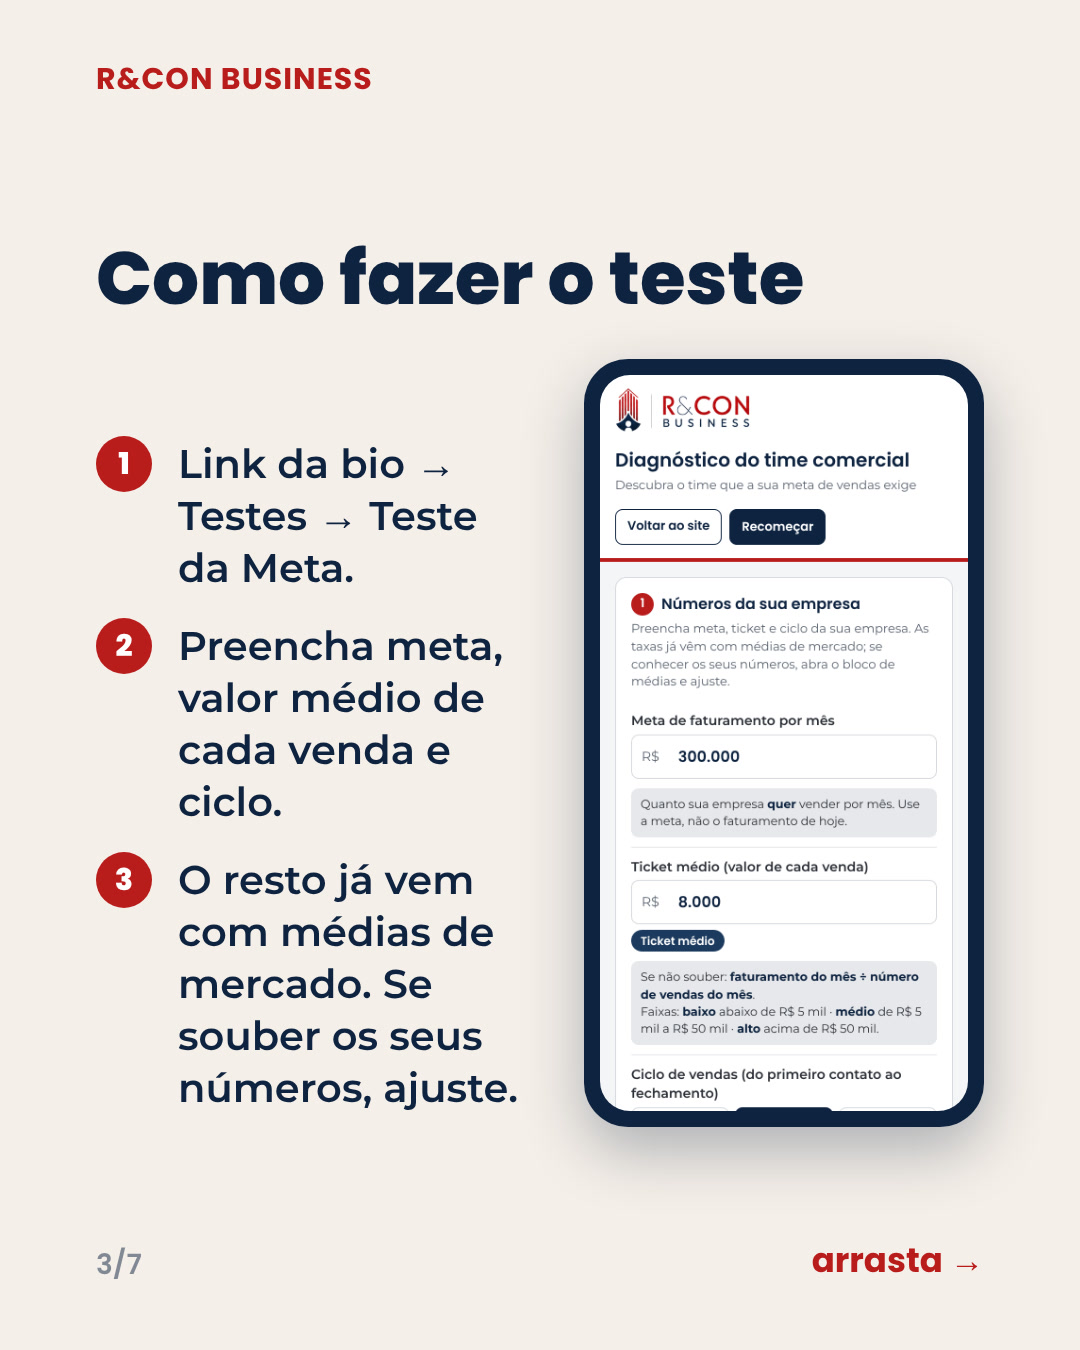 R&CON BUSINESS
Como fazer o teste
1
Link da bio →
Testes → Teste
da Meta.
2
Preencha meta,
valor médio de
cada venda e
ciclo.
3
O resto já vem
com médias de
mercado. Se
souber os seus
números, ajuste.
R&CON
BUSINESS
Diagnóstico do time comercial
Descubra o time que a sua meta de vendas exige
Voltar ao site
Recomeçar
1 Números da sua empresa
Preencha meta, ticket e ciclo da sua empresa. As
taxas já vêm com médias de mercado; se
conhecer os seus números, abra o bloco de
médias e ajuste.
Meta de faturamento por mês
R$ 300.000
Quanto sua empresa quer vender por mês. Use
a meta, não o faturamento de hoje.
Ticket médio (valor de cada venda)
R$ 8.000
Ticket médio
Se não souber: faturamento do mês ÷ número
de vendas do mês.
Faixas: baixo abaixo de R$ 5 mil · médio de R$ 5
mil a R$ 50 mil · alto acima de R$ 50 mil.
Ciclo de vendas (do primeiro contato ao
fechamento)
3/7
arrasta →